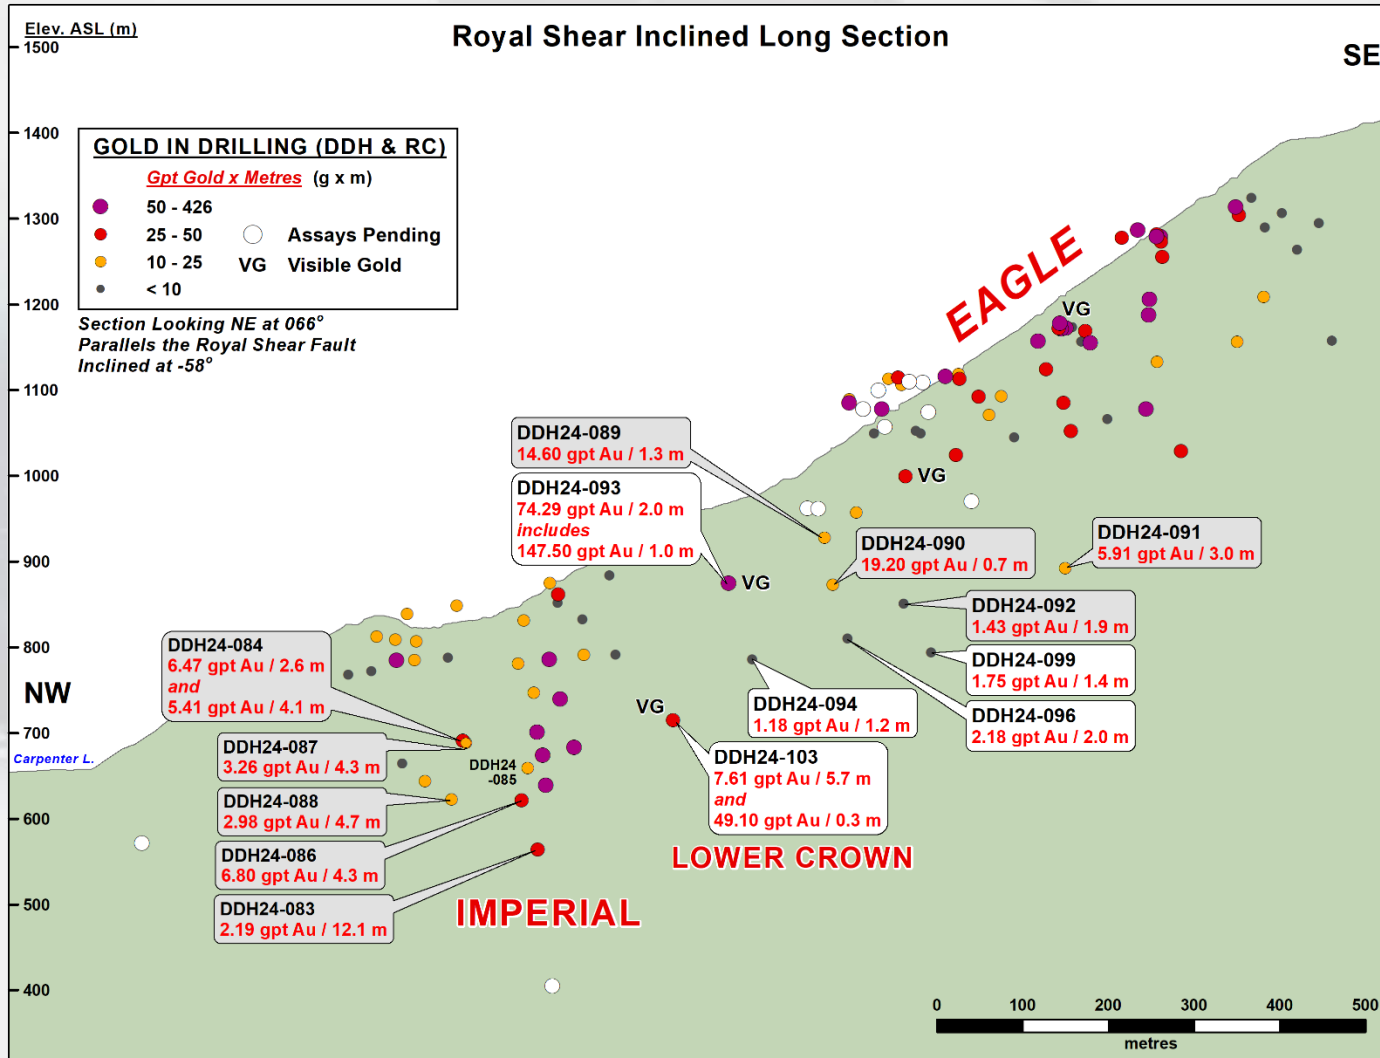 Elev. ASL (m)
Royal Shear Inclined Long Section
SE
1500
1400
1300
1200
1100
1000
900
800
700
600
500
400
GOLD IN DRILLING (DDH & RC)
Gpt Gold x Metres (g x m)
50 - 426
25 - 50
Assays Pending
10 - 25
VG Visible Gold
< 10
Section Looking NE at 066°
Parallels the Royal Shear Fault
Inclined at -58°
EAGLE
VG
VG
DDH24-089
14.60 gpt Au / 1.3 m
DDH24-093
74.29 gpt Au / 2.0 m
includes
147.50 gpt Au / 1.0 m
VG
DDH24-090
19.20 gpt Au / 0.7 m
DDH24-091
5.91 gpt Au / 3.0 m
DDH24-092
1.43 gpt Au / 1.9 m
DDH24-099
1.75 gpt Au / 1.4 m
DDH24-096
2.18 gpt Au / 2.0 m
DDH24-094
1.18 gpt Au / 1.2 m
VG
DDH24-103
7.61 gpt Au / 5.7 m
and
49.10 gpt Au / 0.3 m
LOWER CROWN
NW
Carpenter L.
DDH24-084
6.47 gpt Au / 2.6 m
and
5.41 gpt Au / 4.1 m
DDH24-087
3.26 gpt Au / 4.3 m
DDH24
-085
DDH24-088
2.98 gpt Au / 4.7 m
DDH24-086
6.80 gpt Au / 4.3 m
DDH24-083
2.19 gpt Au / 12.1 m
IMPERIAL
0 100 200 300 400 500
metres